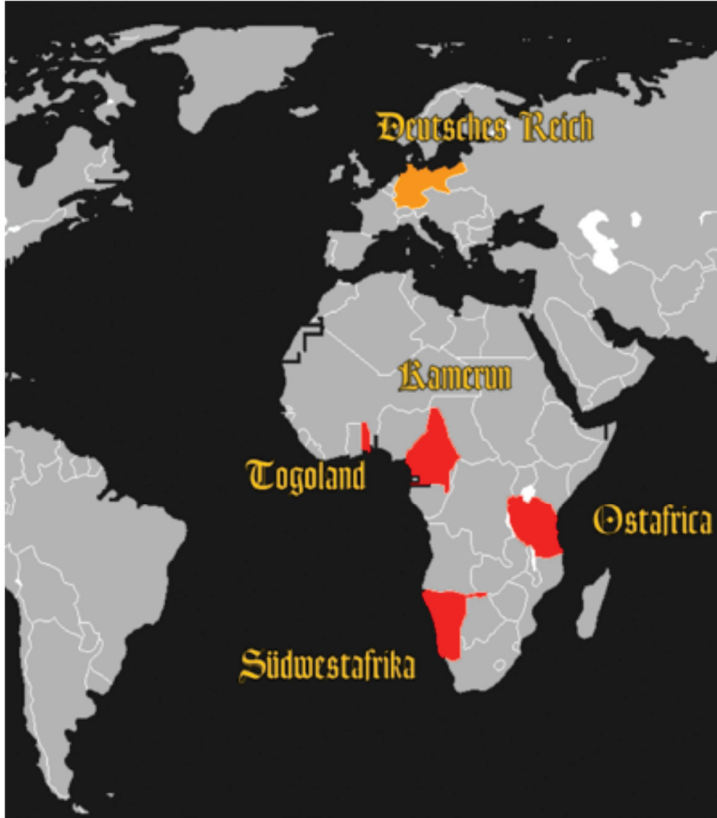 Deutsches Reich
Kamerun
Togoland
Ostafrica
Südwestafrika